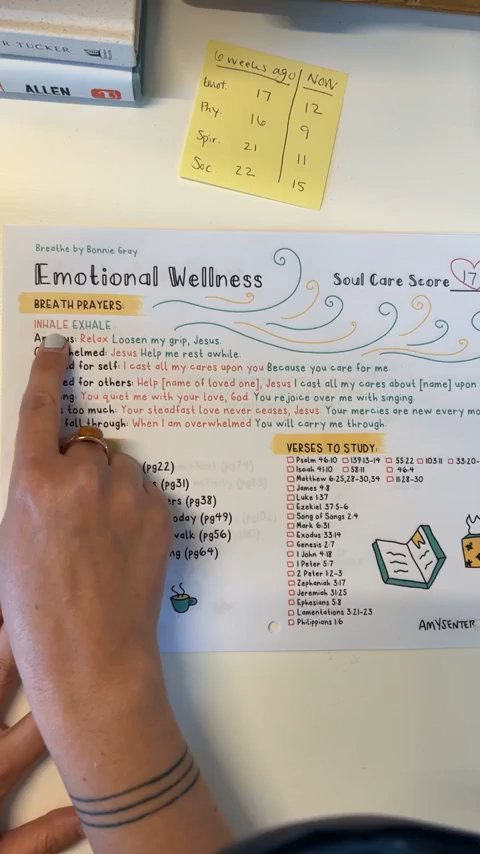 R TUCKER
ALLEN
6 weeks ago Now
Emot. 17 12
Phy. 16 9
Spir. 21 11
Soc. 22 15
Breathe by Bonnie Gray
Emotional Wellness
Soul Care Score 17
BREATH PRAYERS:
INHALE EXHALE
Relax Loosen my grip, Jesus.
helmed: Jesus Help me rest awhile.
d for self: I cast all my cares upon you Because you care for me.
ed for others: Help [name of loved one], Jesus I cast all my cares about [name] upon
ng: You quiet me with your love, God. You rejoice over me with singing.
s too much: Your steadfast love never ceases, Jesus. Your mercies are new every mo
fall through: When I am overwhelmed You will carry me through.
(pg22)
(pg31)
ers (pg38)
oday (pg49)
walk (pg56)
ng (pg64)
VERSES TO STUDY:
Psalm 46:10 139:13-14 55:22 103:11 33:20-
Isaiah 41:10 58:11 46:4
Matthew 6:25,28-30,34 11:28-30
James 4:8
Luke 1:37
Ezekiel 37:5-6
Song of Songs 2:4
Mark 6:31
Exodus 33:14
Genesis 2:7
1 John 4:18
1 Peter 5:7
2 Peter 1:2-3
Zephaniah 3:17
Jeremiah 31:25
Ephesians 5:8
Lamentations 3:21-23
Philippians 1:6
AMYSENTER